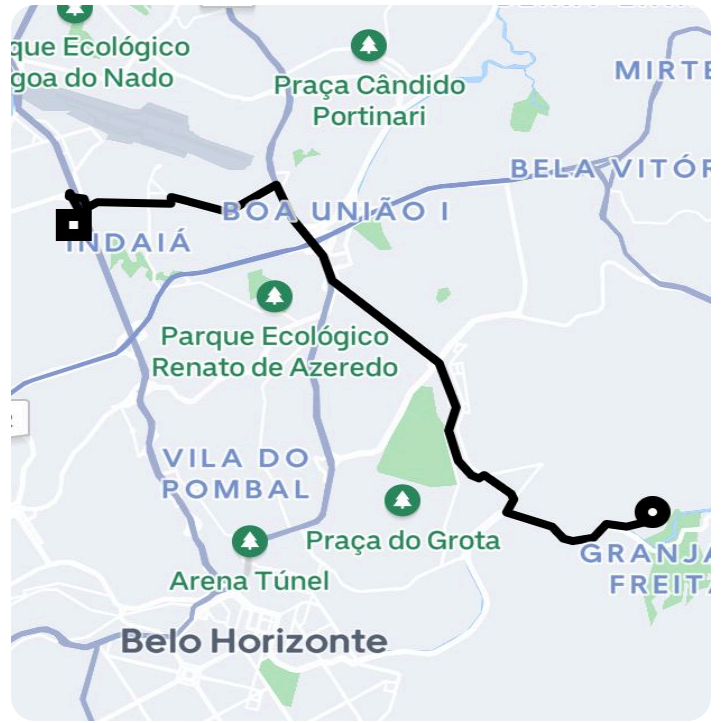 que Ecológico
goa do Nado
Praça Cândido
Portinari
MIRTE
BELA VITÓR
BOA UNIÃO I
INDAIÁ
Parque Ecológico
Renato de Azeredo
VILA DO
POMBAL
Praça do Grota
GRANJA
FREITA
Arena Túnel
Belo Horizonte